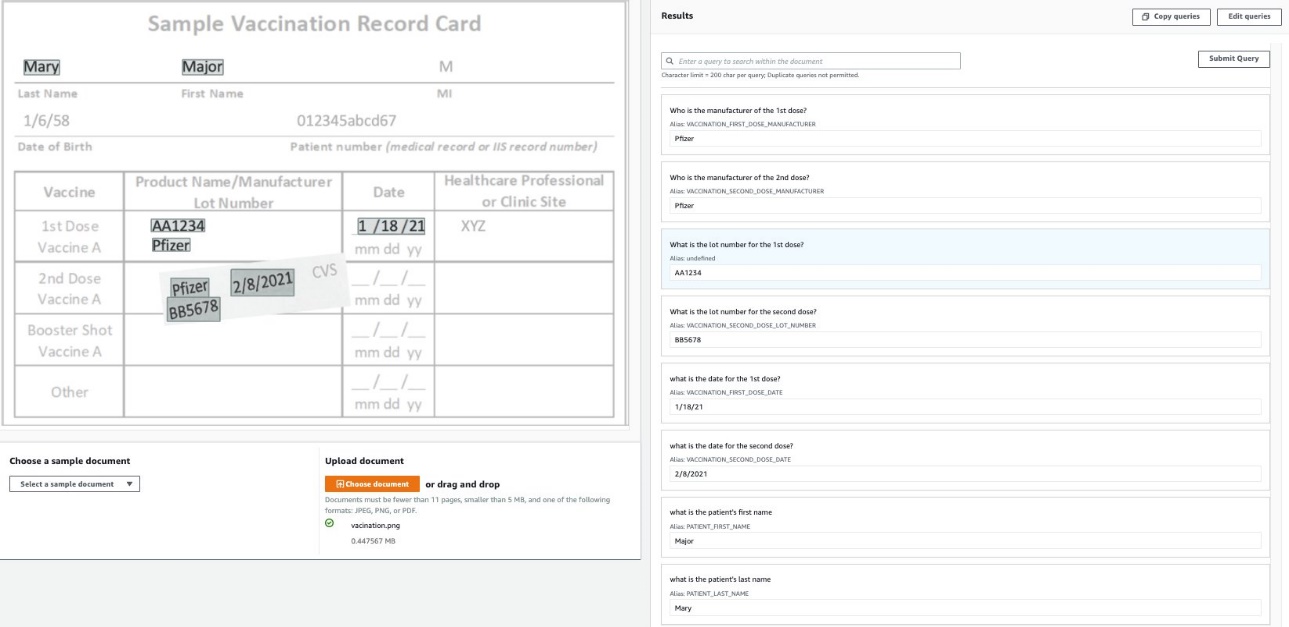 Sample Vaccination Record Card
Mary Major M
Last Name First Name MI
1/6/58 012345abcd67
Date of Birth Patient number (medical record or IIS record number)
Vaccine Product Name/Manufacturer Lot Number Date Healthcare Professional or Clinic Site
1st Dose Vaccine A AA1234 Pfizer 1 /18 /21 mm dd yy XYZ
2nd Dose Vaccine A Pfizer 2/8/2021 CVS BB5678 __/__/__ mm dd yy
Booster Shot Vaccine A __/__/__ mm dd yy
Other __/__/__ mm dd yy
Choose a sample document
Select a sample document
Upload document
Choose document or drag and drop
Documents must be fewer than 11 pages, smaller than 5 MB, and one of the following
formats: JPEG, PNG, or PDF.
vacination.png
0.447567 MB
Results
Copy queries
Edit queries
Enter a query to search within the document
Submit Query
Character limit = 200 char per query; Duplicate queries not permitted.
Who is the manufacturer of the 1st dose?
Alias: VACCINATION_FIRST_DOSE_MANUFACTURER
Pfizer
Who is the manufacturer of the 2nd dose?
Alias: VACCINATION_SECOND_DOSE_MANUFACTURER
Pfizer
What is the lot number for the 1st dose?
Alias: undefined
AA1234
What is the lot number for the second dose?
Alias: VACCINATION_SECOND_DOSE_LOT_NUMBER
BB5678
what is the date for the 1st dose?
Alias: VACCINATION_FIRST_DOSE_DATE
1/18/21
what is the date for the second dose?
Alias: VACCINATION_SECOND_DOSE_DATE
2/8/2021
what is the patient's first name
Alias: PATIENT_FIRST_NAME
Major
what is the patient's last name
Alias: PATIENT_LAST_NAME
Mary